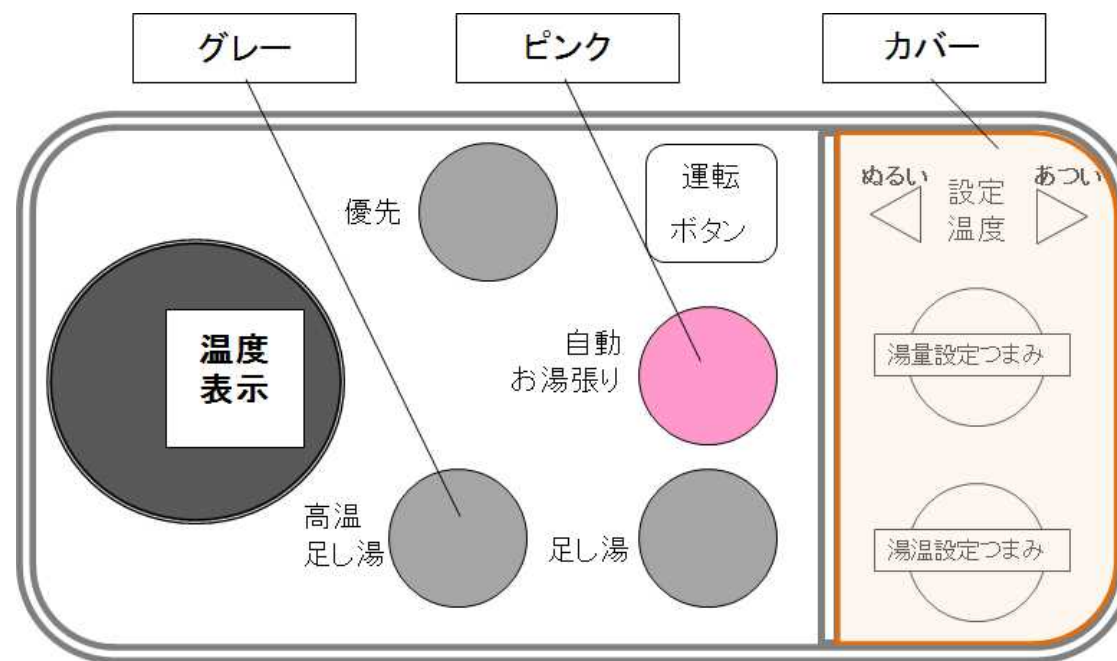 グレー
ピンク
カバー
優先
運転
ボタン
ぬるい
設定
温度
あつい
温度
表示
自動
お湯張り
湯量設定つまみ
高温
足し湯
足し湯
湯温設定つまみ